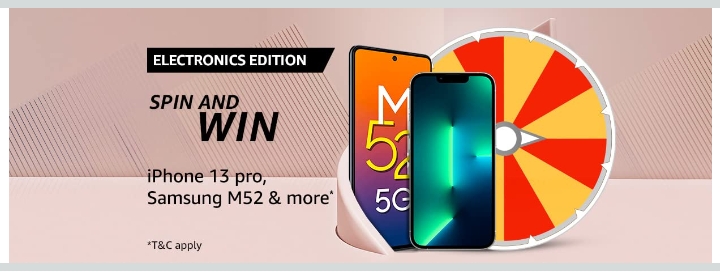 ELECTRONICS EDITION
SPIN AND
WIN
iPhone 13 pro,
Samsung M52 & more*
*T&C apply
M
52
5G